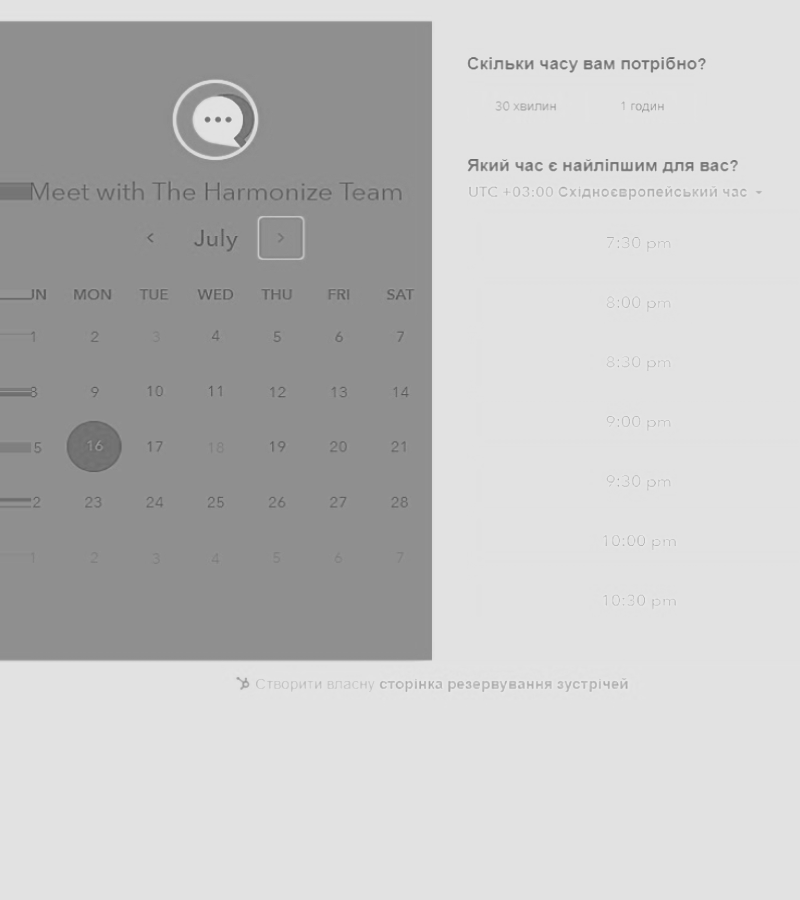 Meet with The Harmonize Team
July
UN MON TUE WED THU FRI SAT
1 2 3 4 5 6 7
8 9 10 11 12 13 14
5 16 17 18 19 20 21
2 23 24 25 26 27 28
1 2 3 4 5 6 7
Скільки часу вам потрібно?
30 хвилин 1 годин
Який час є найліпшим для вас?
UTC +03:00 Східноєвропейський час
7:30 pm
8:00 pm
8:30 pm
9:00 pm
9:30 pm
10:00 pm
10:30 pm
Створити власну сторінка резервування зустрічей